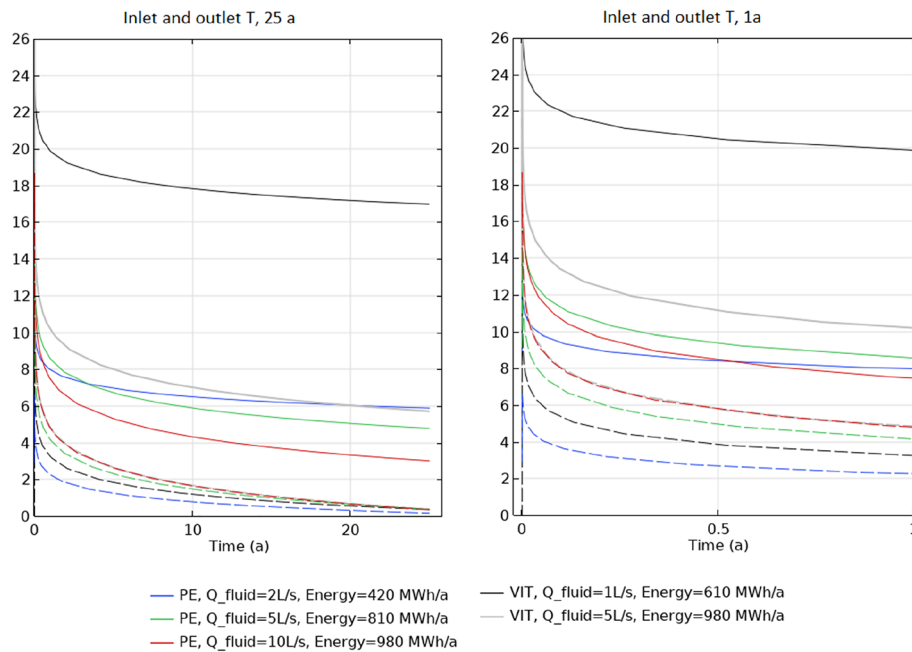 Inlet and outlet T, 25 a
26
24
22
20
18
16
14
12
10
8
6
4
2
0
0 10 20
Time (a)
Inlet and outlet T, 1a
26
24
22
20
18
16
14
12
10
8
6
4
2
0
0 0.5 1
Time (a)
PE, Q_fluid=2L/s, Energy=420 MWh/a
PE, Q_fluid=5L/s, Energy=810 MWh/a
PE, Q_fluid=10L/s, Energy=980 MWh/a
VIT, Q_fluid=1L/s, Energy=610 MWh/a
VIT, Q_fluid=5L/s, Energy=980 MWh/a